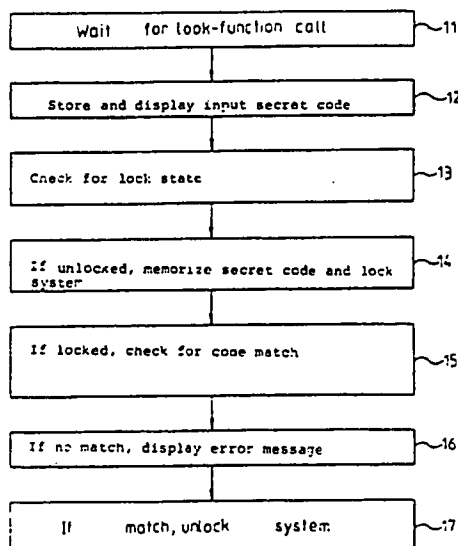 Wait for look-function call
11
Store and display input secret code
12
Check for lock state
13
If unlocked, memorize secret code and lock
system
14
If locked, check for code match
15
If no match, display error message
16
If match, unlock system
17